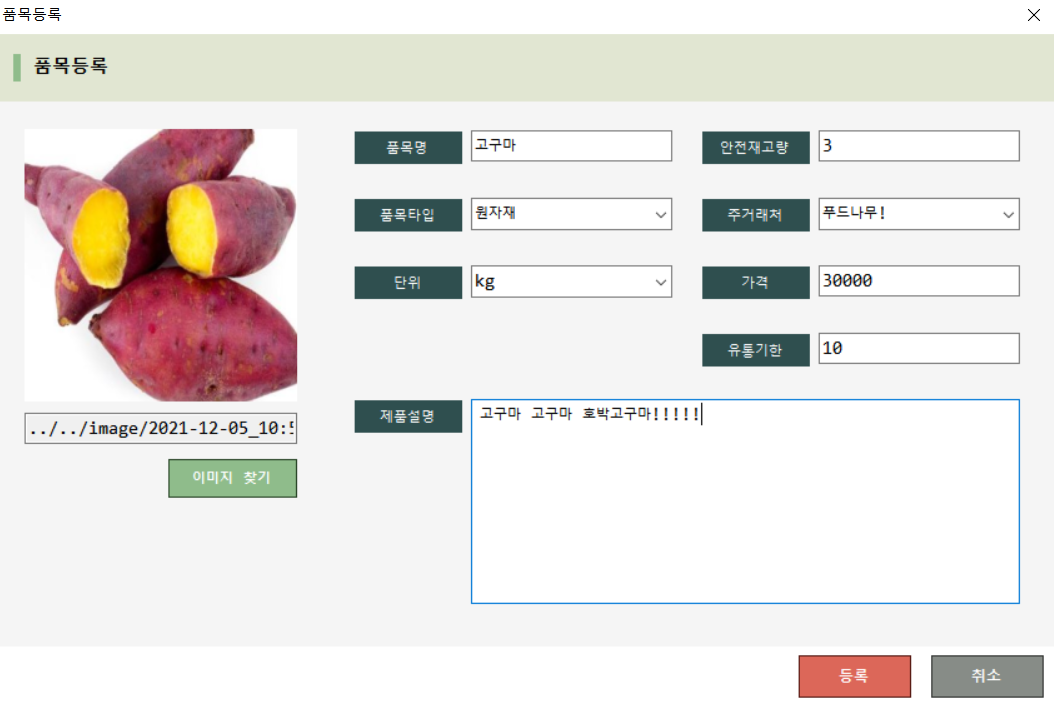 품목등록
품목등록
품목명 고구마 안전재고량 3
품목타입 원자재 주거래처 푸드나무!
단위 kg 가격 30000
유통기한 10
제품설명 고구마 고구마 호박고구마!!!!!
../../image/2021-12-05_10:5
이미지 찾기
등록 취소